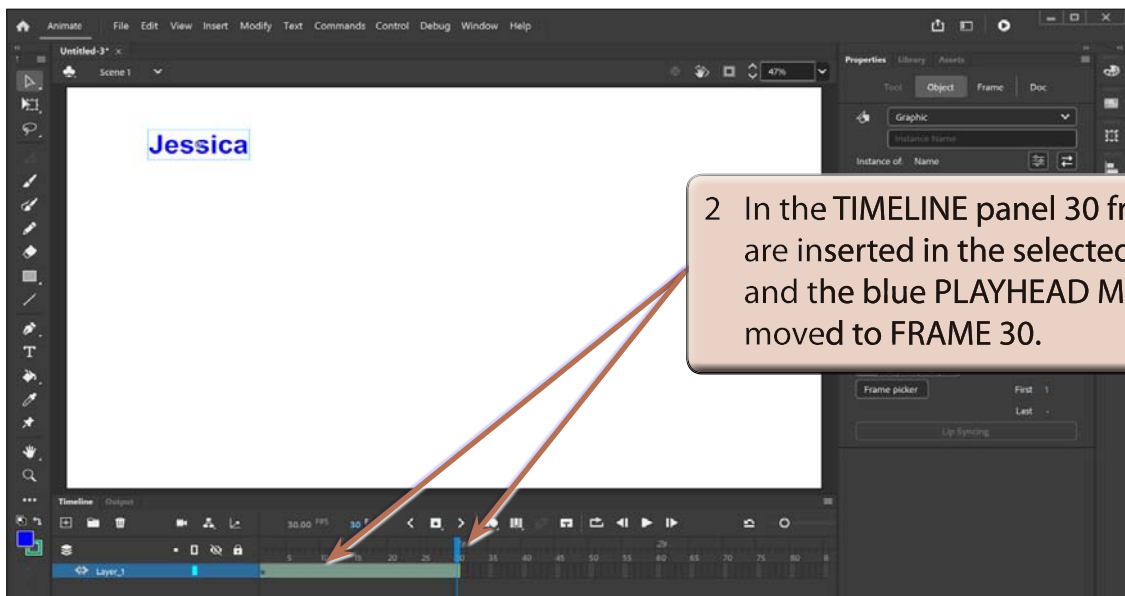 Animate File Edit View Insert Modify Text Commands Control Debug Window Help
Untitled-3* ×
Scene 1 47%
Properties Library Assets
Tool Object Frame Doc
Graphic
Instance Name
Instance of: Name
Jessica
2 In the TIMELINE panel 30 fr
are inserted in the selected
and the blue PLAYHEAD M
moved to FRAME 30.
Frame picker First 1
Last -
Lip Syncing
Timeline Output
30.00 FPS 30
5 10 15 20 25 30 35 40 45 50 55 60 65 70 75 80 8
Layer_1